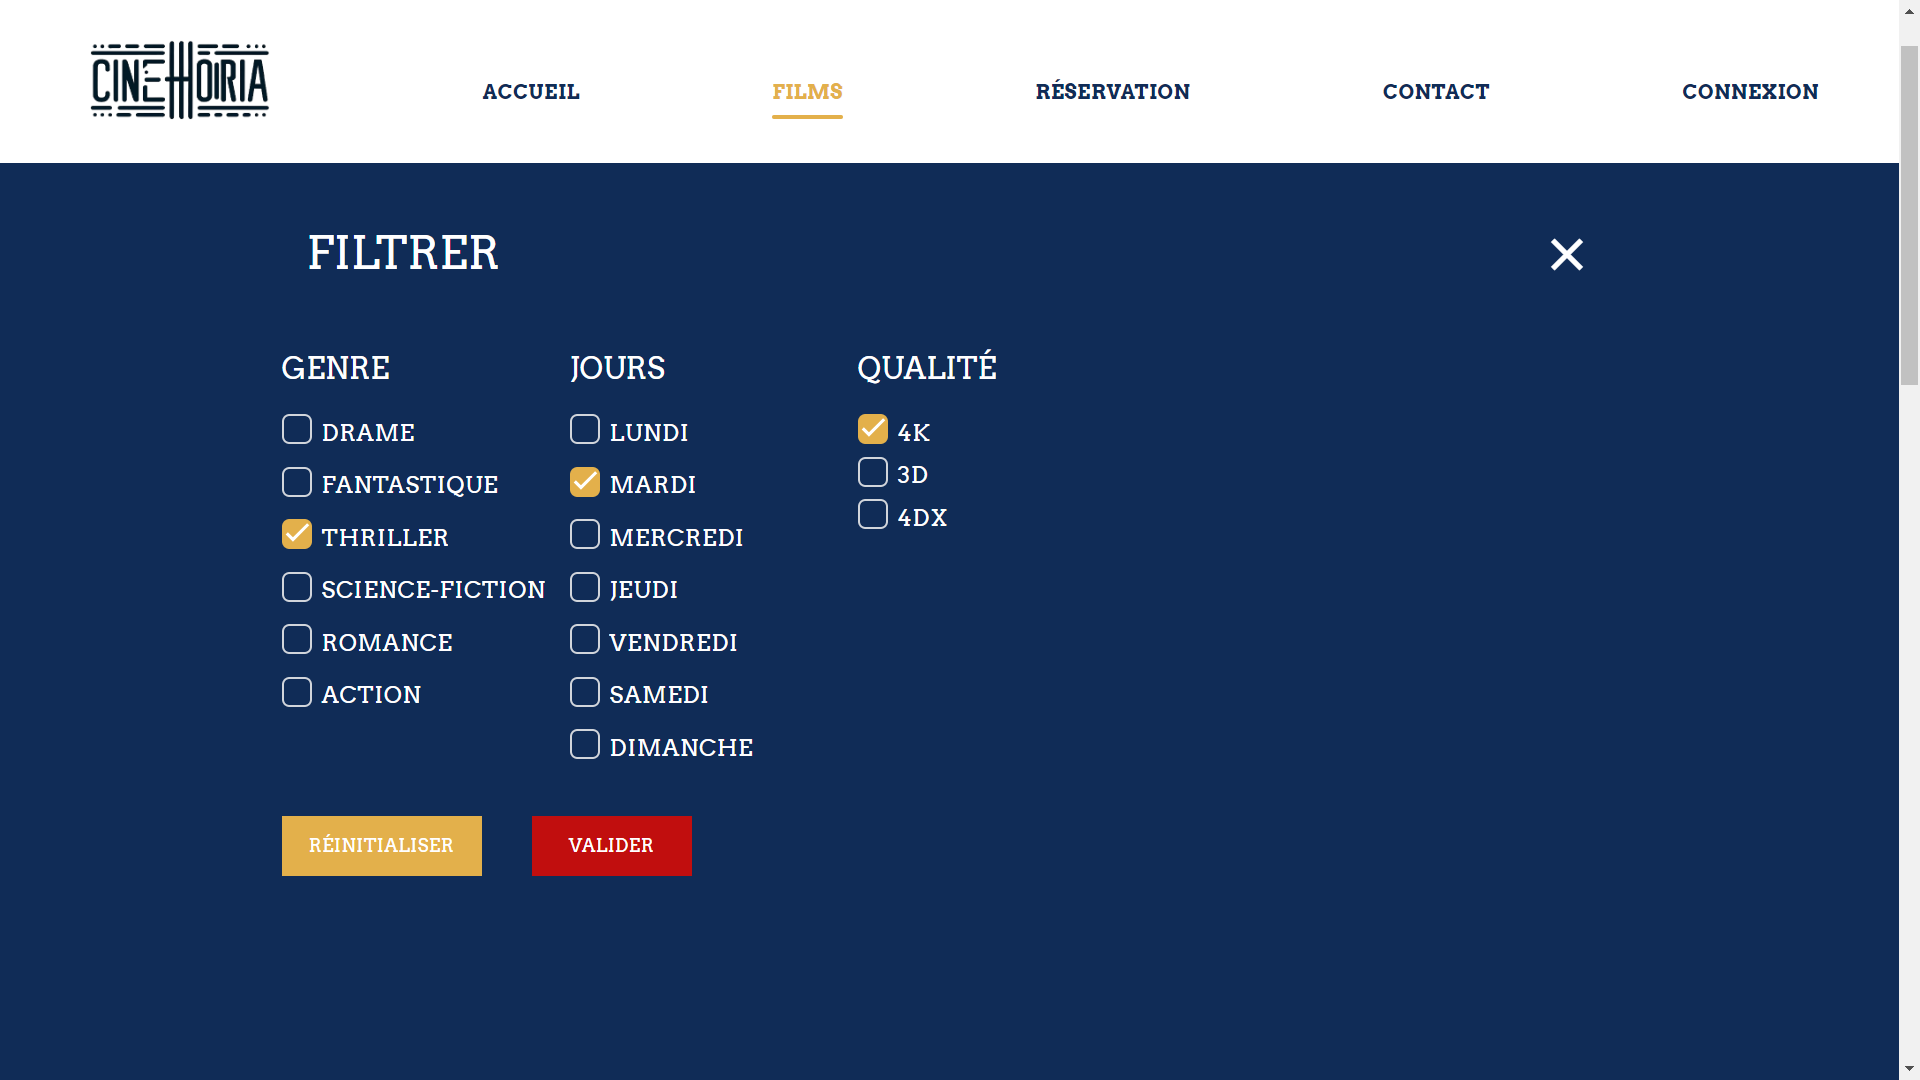 CINEHOIRIA
ACCUEIL
FILMS
RÉSERVATION
CONTACT
CONNEXION
FILTRER
GENRE
DRAME
FANTASTIQUE
THRILLER
SCIENCE-FICTION
ROMANCE
ACTION
JOURS
LUNDI
MARDI
MERCREDI
JEUDI
VENDREDI
SAMEDI
DIMANCHE
QUALITÉ
4K
3D
4DX
RÉINITIALISER
VALIDER